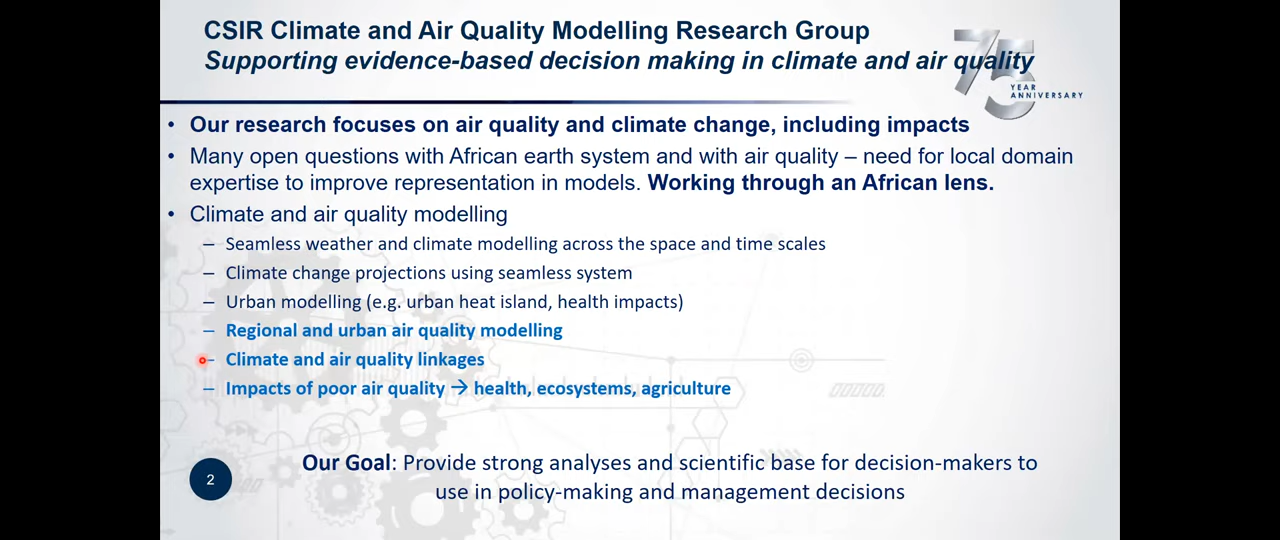 CSIR Climate and Air Quality Modelling Research Group
Supporting evidence-based decision making in climate and air quality
75
YEAR
ANNIVERSARY
• Our research focuses on air quality and climate change, including impacts
• Many open questions with African earth system and with air quality – need for local domain
expertise to improve representation in models. Working through an African lens.
• Climate and air quality modelling
– Seamless weather and climate modelling across the space and time scales
– Climate change projections using seamless system
– Urban modelling (e.g. urban heat island, health impacts)
– Regional and urban air quality modelling
– Climate and air quality linkages
– Impacts of poor air quality → health, ecosystems, agriculture
Our Goal: Provide strong analyses and scientific base for decision-makers to
use in policy-making and management decisions
2